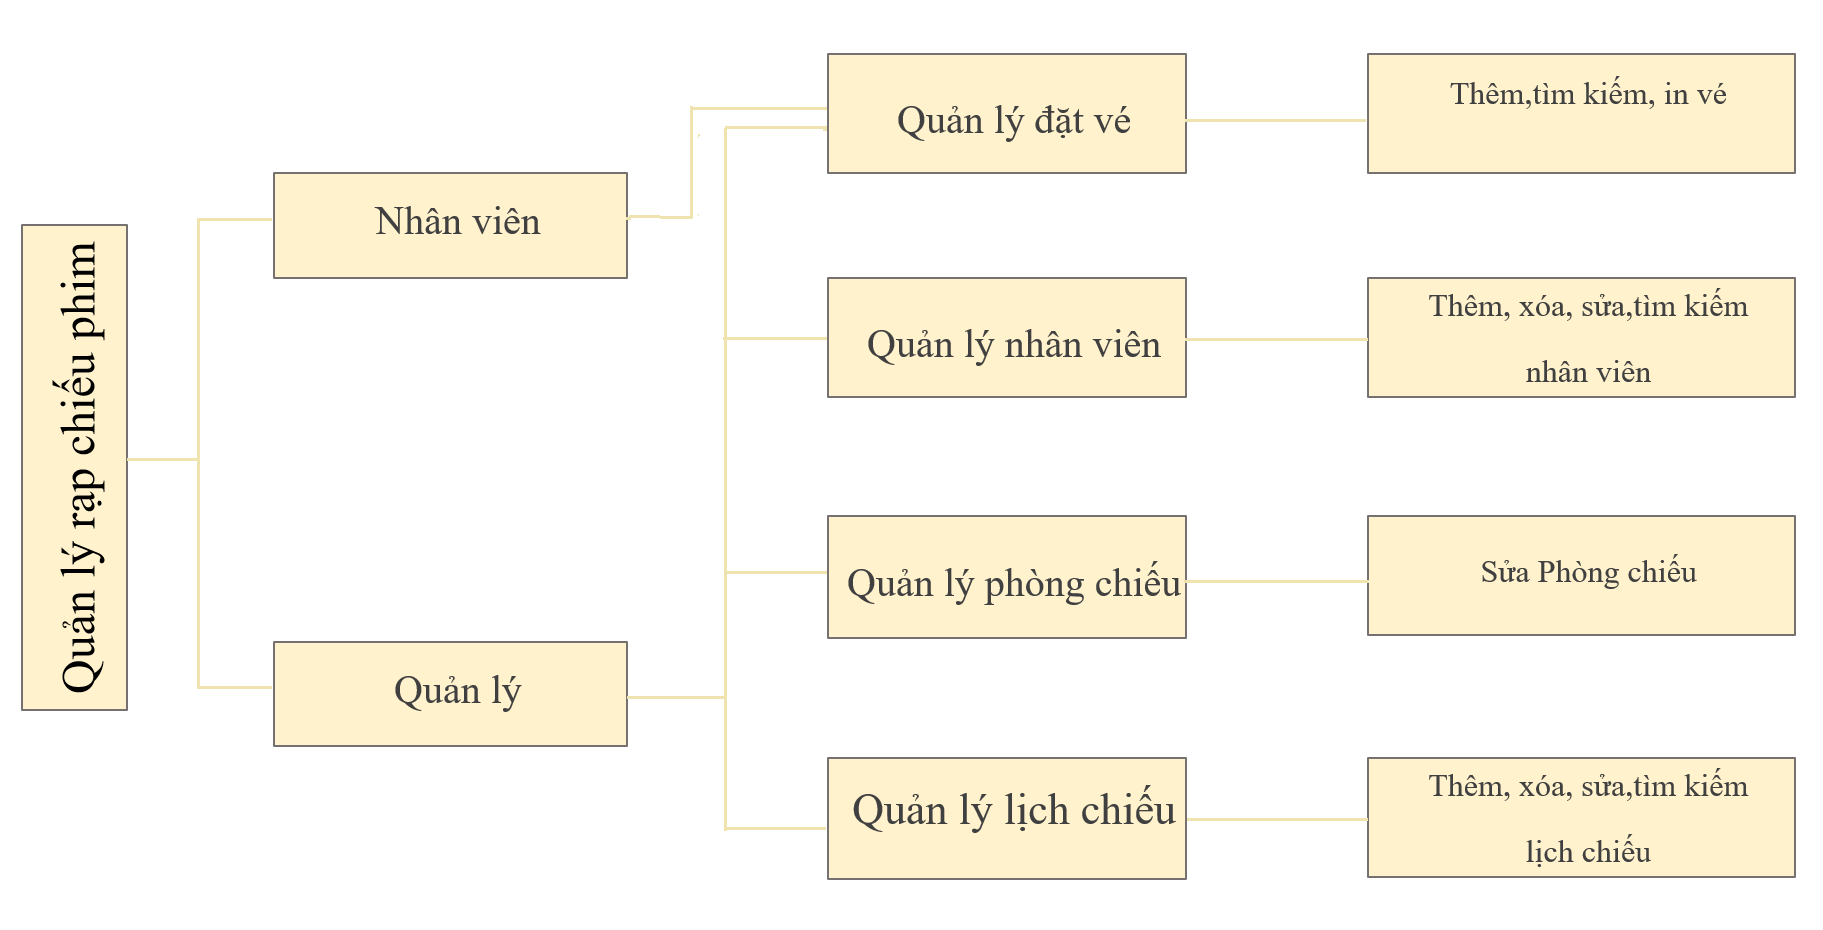 Quản lý rạp chiếu phim
Nhân viên
Quản lý
Quản lý đặt vé
Thêm,tìm kiếm, in vé
Quản lý nhân viên
Thêm, xóa, sửa,tìm kiếm
nhân viên
Quản lý phòng chiếu
Sửa Phòng chiếu
Quản lý lịch chiếu
Thêm, xóa, sửa,tìm kiếm
lịch chiếu